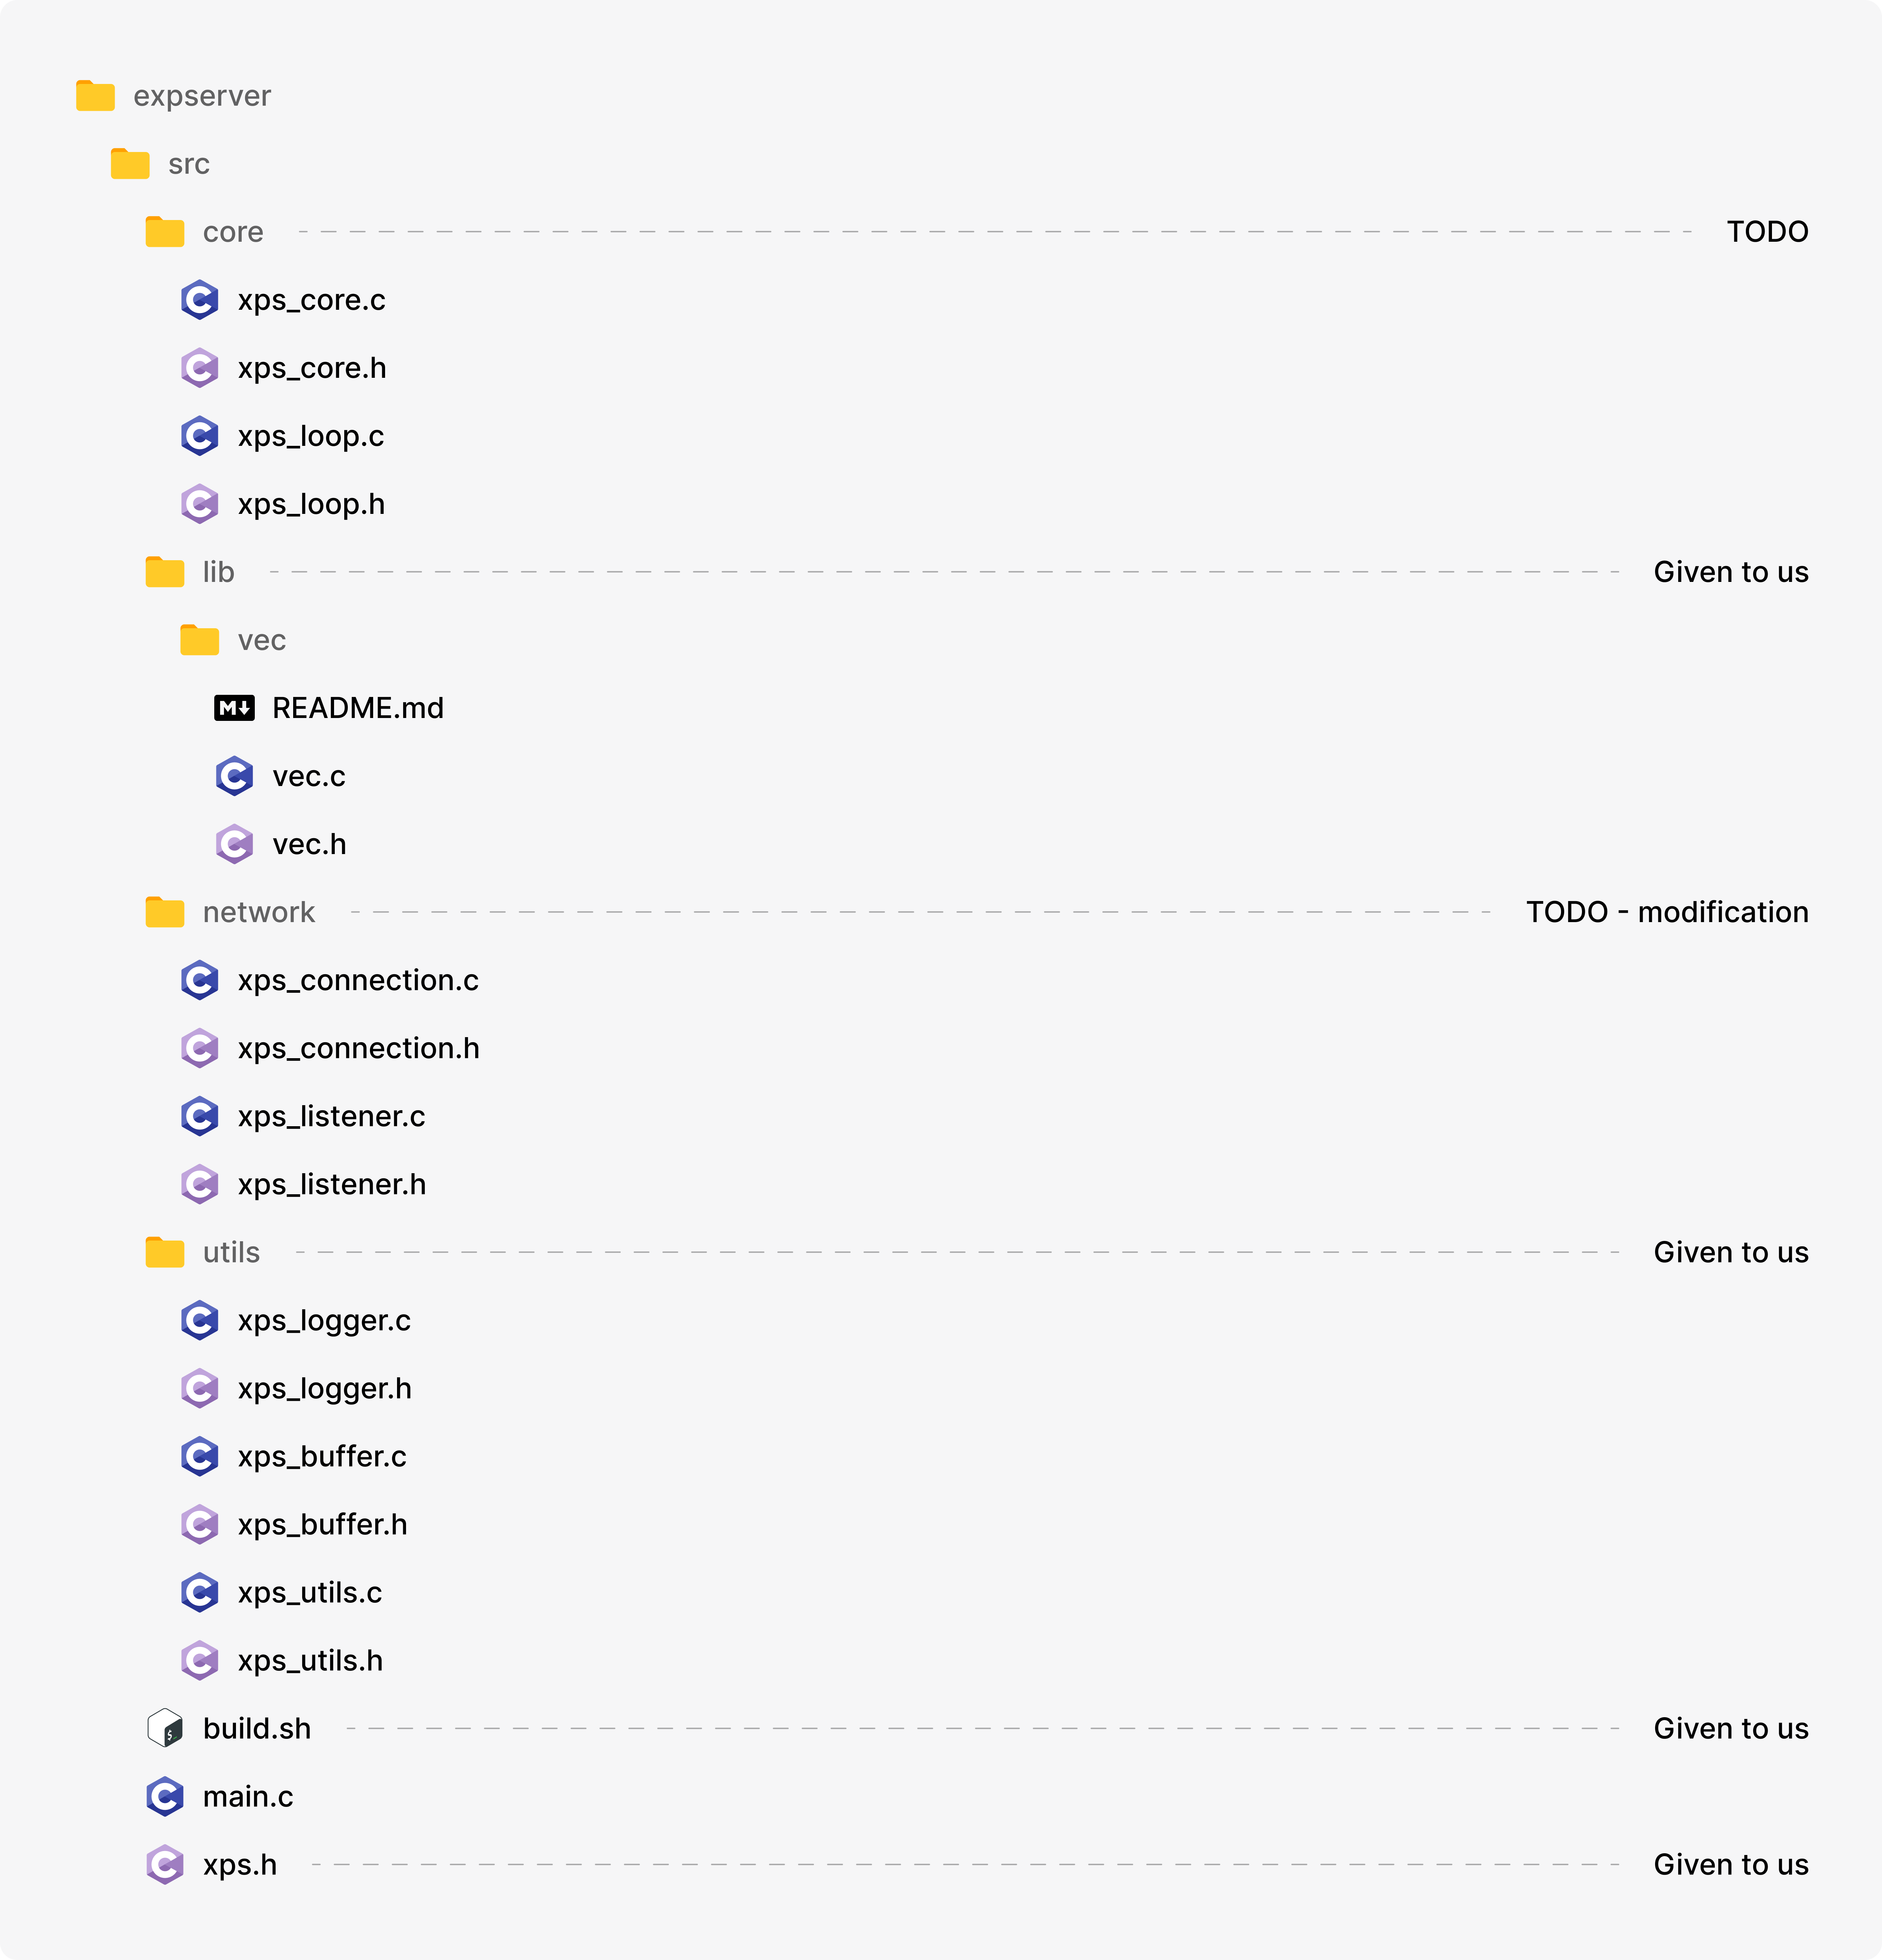 expserver
src
core TODO
xps_core.c
xps_core.h
xps_loop.c
xps_loop.h
lib Given to us
vec
README.md
vec.c
vec.h
network TODO - modification
xps_connection.c
xps_connection.h
xps_listener.c
xps_listener.h
utils Given to us
xps_logger.c
xps_logger.h
xps_buffer.c
xps_buffer.h
xps_utils.c
xps_utils.h
build.sh Given to us
main.c
xps.h Given to us